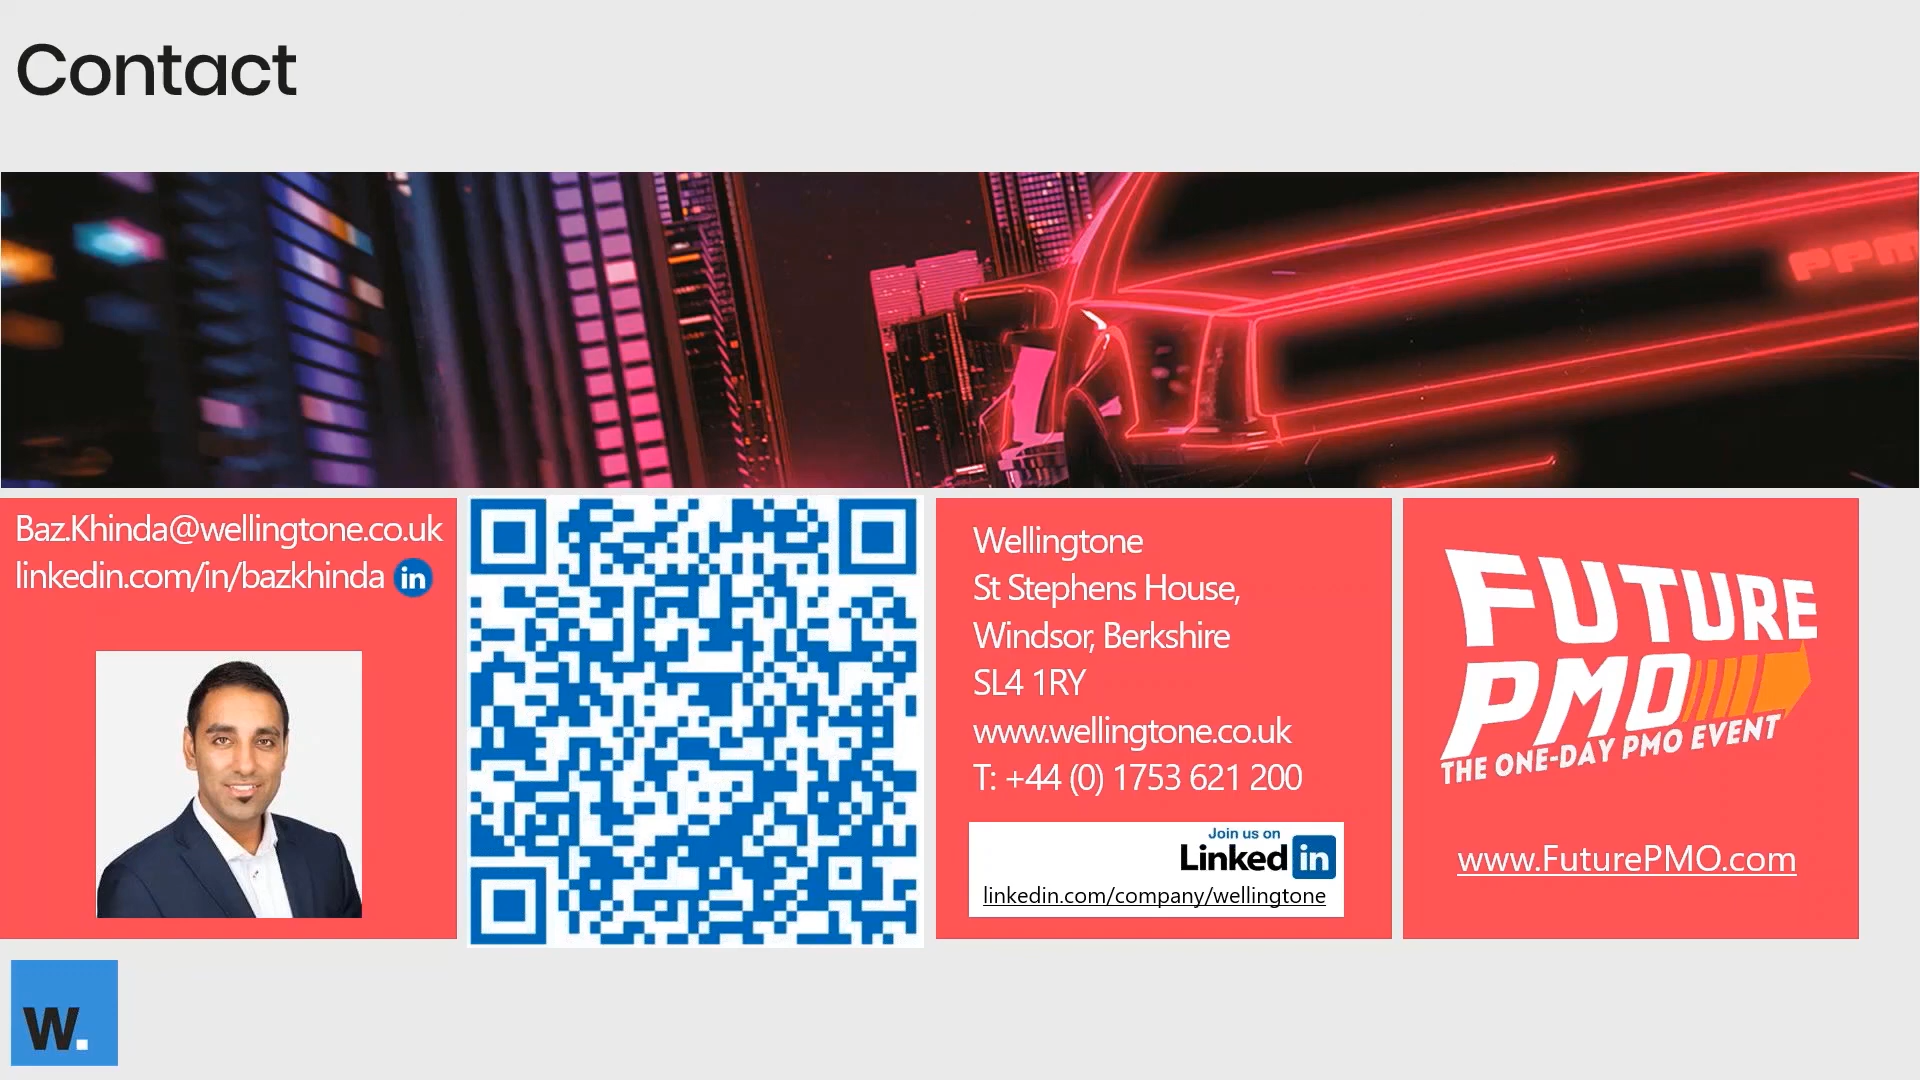 Contact
PPM
Baz.Khinda@wellingtone.co.uk
linkedin.com/in/bazkhinda in
Wellingtone
St Stephens House,
Windsor, Berkshire
SL4 1RY
www.wellingtone.co.uk
T: +44 (0) 1753 621 200
Join us on
Linked in
linkedin.com/company/wellingtone
FUTURE
PMO
THE ONE-DAY PMO EVENT
www.FuturePMO.com
W.